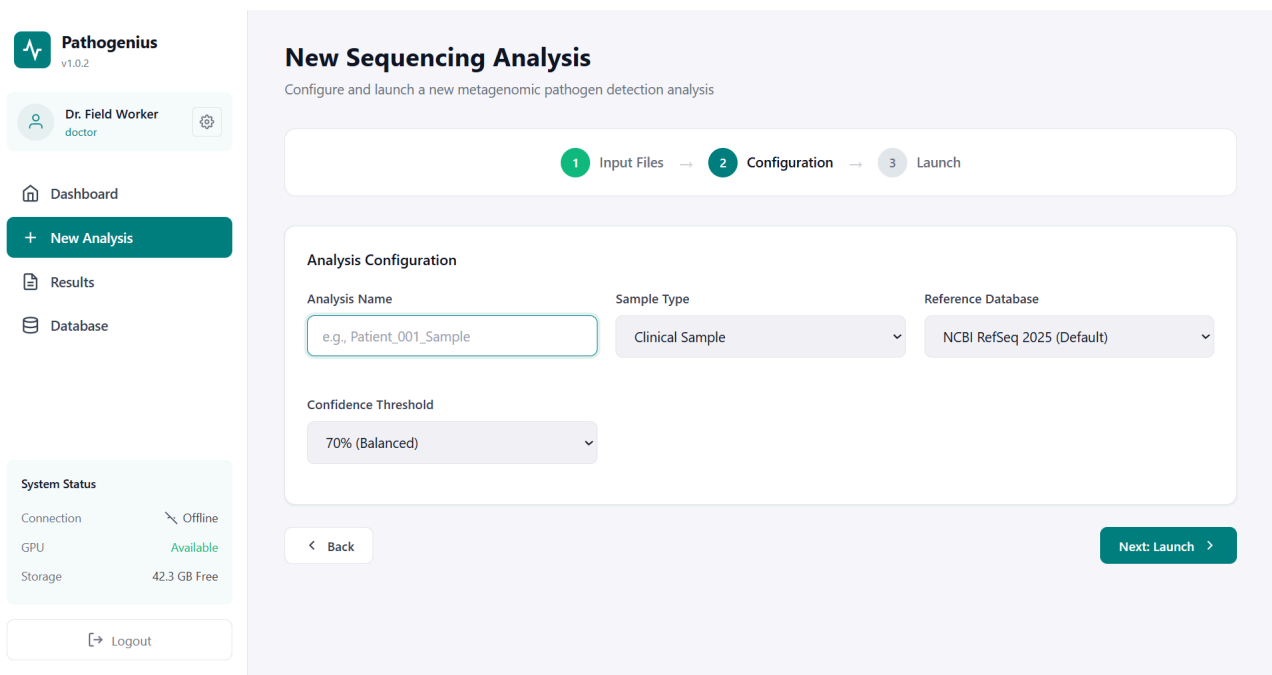 Pathogenius
v1.0.2
Dr. Field Worker
doctor
Dashboard
New Analysis
Results
Database
System Status
Connection Offline
GPU Available
Storage 42.3 GB Free
Logout
New Sequencing Analysis
Configure and launch a new metagenomic pathogen detection analysis
1 Input Files → 2 Configuration → 3 Launch
Analysis Configuration
Analysis Name Sample Type Reference Database
e.g., Patient_001_Sample Clinical Sample NCBI RefSeq 2025 (Default)
Confidence Threshold
70% (Balanced)
Back Next: Launch